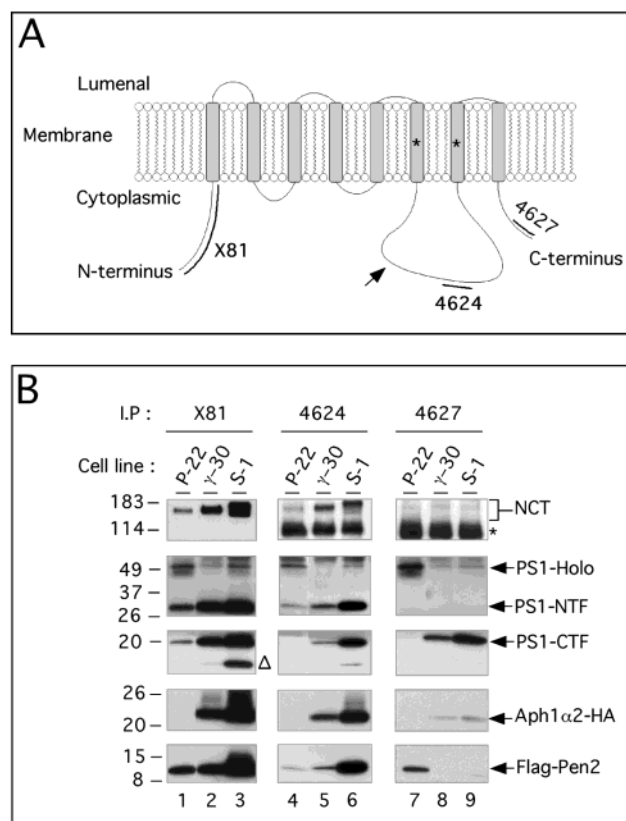 A
Lumenal
Membrane
* *
Cytoplasmic
X81
4627
N-terminus
C-terminus
4624
B
I.P : X81 4624 4627
Cell line : P-22 γ-30 S-1 P-22 γ-30 S-1 P-22 γ-30 S-1
183
NCT
114
*
49
PS1-Holo
37
PS1-NTF
26
20
PS1-CTF
Δ
26
Aph1α2-HA
20
15
Flag-Pen2
8
1 2 3 4 5 6 7 8 9